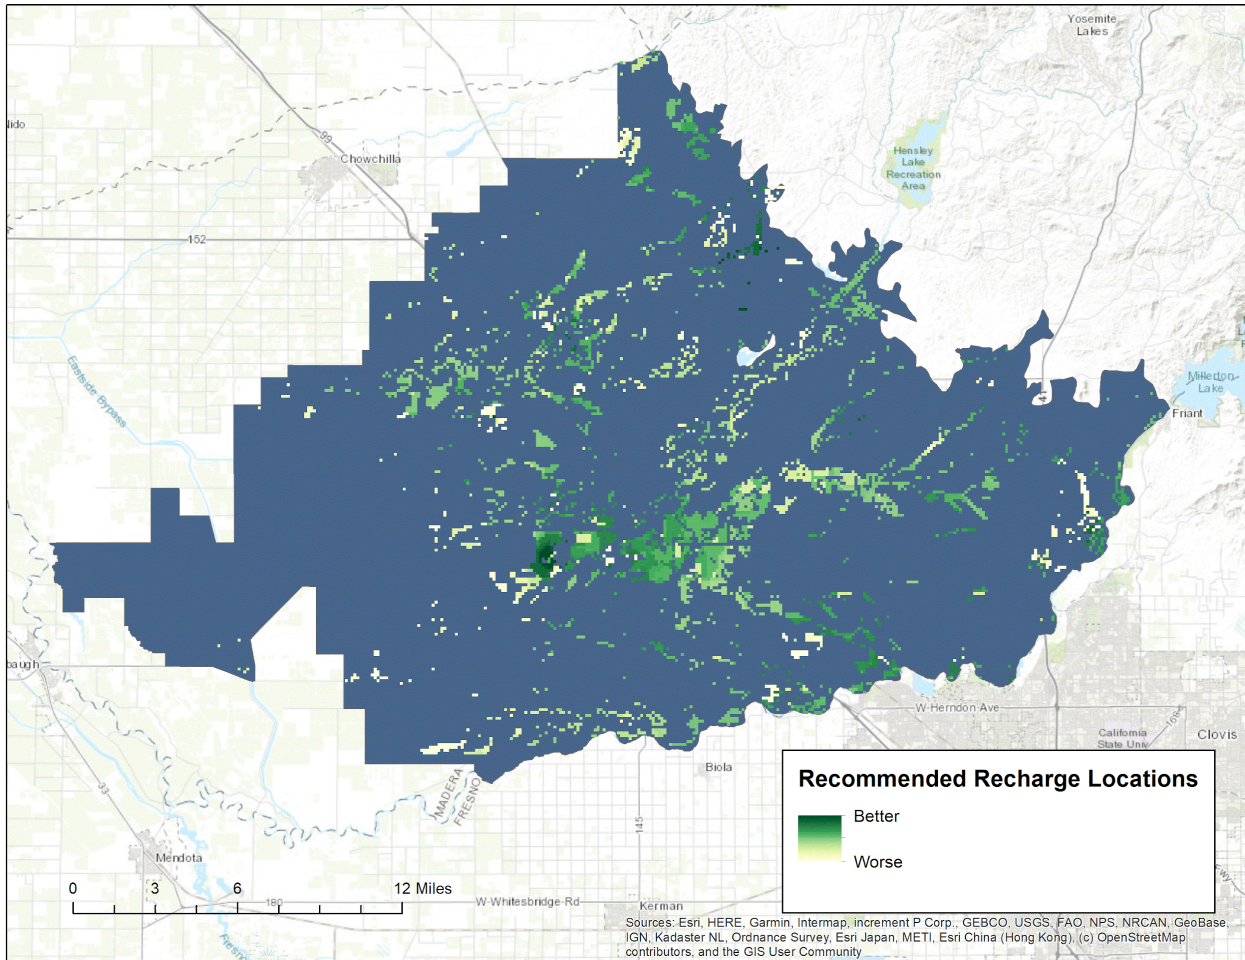 Yosemite
Lakes
Nido
99
Chowchilla
Hensley
Lake
Recreation
Area
152
Eastside Bypass
Millerton
Lake
41
Friant
baugh
W Herndon Ave
168
California
State Univ
Clovis
Biola
MADERA
FRESNO
33
145
Mendota
180
W Whitesbridge Rd
Kerman
Fwy
Recommended Recharge Locations
Better
Worse
0 3 6 12 Miles
Sources: Esri, HERE, Garmin, Intermap, increment P Corp., GEBCO, USGS, FAO, NPS, NRCAN, GeoBase,
IGN, Kadaster NL, Ordnance Survey, Esri Japan, METI, Esri China (Hong Kong), (c) OpenStreetMap
contributors, and the GIS User Community